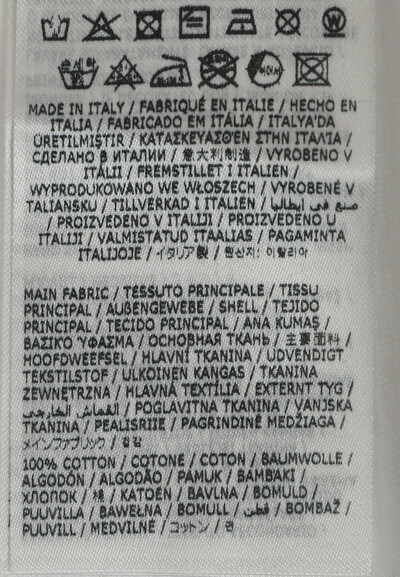 MADE IN ITALY / FABRIQUÉ EN ITALIE / HECHO EN
ITALIA / FABRICADO EM ITÁLIA / ITALYA'DA
ÜRETILMIŞTIR / ΚΑΤΑΣΚΕΥΑΣΘΕΝ ΣΤΗΝ ΙΤΑΛΊΑ /
СДЕЛАНО В ИТАЛИИ / 意大利制造 / VYROBENO V
ITÁLII / FREMSTILLET I ITALIEN /
WYPRODUKOWANO WE WŁOSZECH / VYROBENÉ V
TALIANSKU / TILLVERKAD I ITALIEN / صنع في ايطاليا
/ PROIZVEDENO V ITALIJI / PROIZVEDENO U
ITALIJI / VALMISTATUD ITAALIAS / PAGAMINTA
ITALIJOJE / イタリア製 / 원산지: 이탈리아
MAIN FABRIC / TESSUTO PRINCIPALE / TISSU
PRINCIPAL / AUßENGEWEBE / SHELL / TEJIDO
PRINCIPAL / TECIDO PRINCIPAL / ANA KUMAŞ /
ΒΑΣΙΚΟ ΎΦΑΣΜΑ / ОСНОВНАЯ ТКАНЬ / 主要面料 /
HOOFDWEEFSEL / HLAVNÍ TKANINA / UDVENDIGT
TEKSTILSTOF / ULKOINEN KANGAS / TKANINA
ZEWNĘTRZNA / HLAVNÁ TEXTÍLIA / EXTERNT TYG /
القماش الخارجي / POGLAVITNA TKANINA / VANJSKA
TKANINA / PEALISRIIE / PAGRINDINĖ MEDŽIAGA /
メインファブリック / 겉감
100% COTTON / COTONE / COTON / BAUMWOLLE /
ALGODÓN / ALGODÃO / PAMUK / ΒΑΜΒΆΚΙ /
ХЛОПОК / 棉 / KATOEN / BAVLNA / BOMULD /
PUUVILLA / BAWEŁNA / BOMULL / قطن / BOMBAŽ /
PUUVILL / MEDVILNĖ / コットン / 면